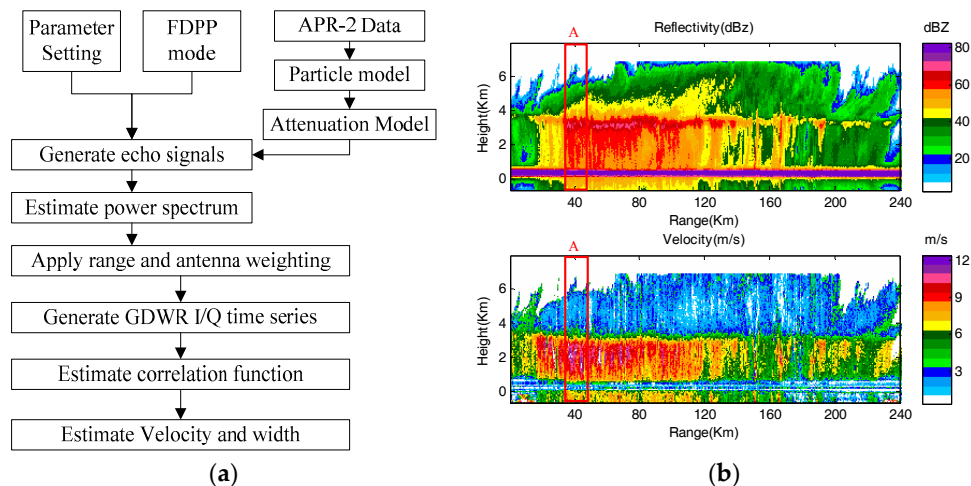 Parameter
Setting
FDPP
mode
APR-2 Data
Particle model
Attenuation Model
Generate echo signals
Estimate power spectrum
Apply range and antenna weighting
Generate GDWR I/Q time series
Estimate correlation function
Estimate Velocity and width
(a)
A
Reflectivity(dBz)
dBZ
Height(Km)
6
4
2
0
40 80 120 160 200 240
Range(Km)
80
60
40
20
A
Velocity(m/s)
m/s
Height(Km)
6
4
2
0
40 80 120 160 200 240
Range(Km)
12
9
6
3
(b)